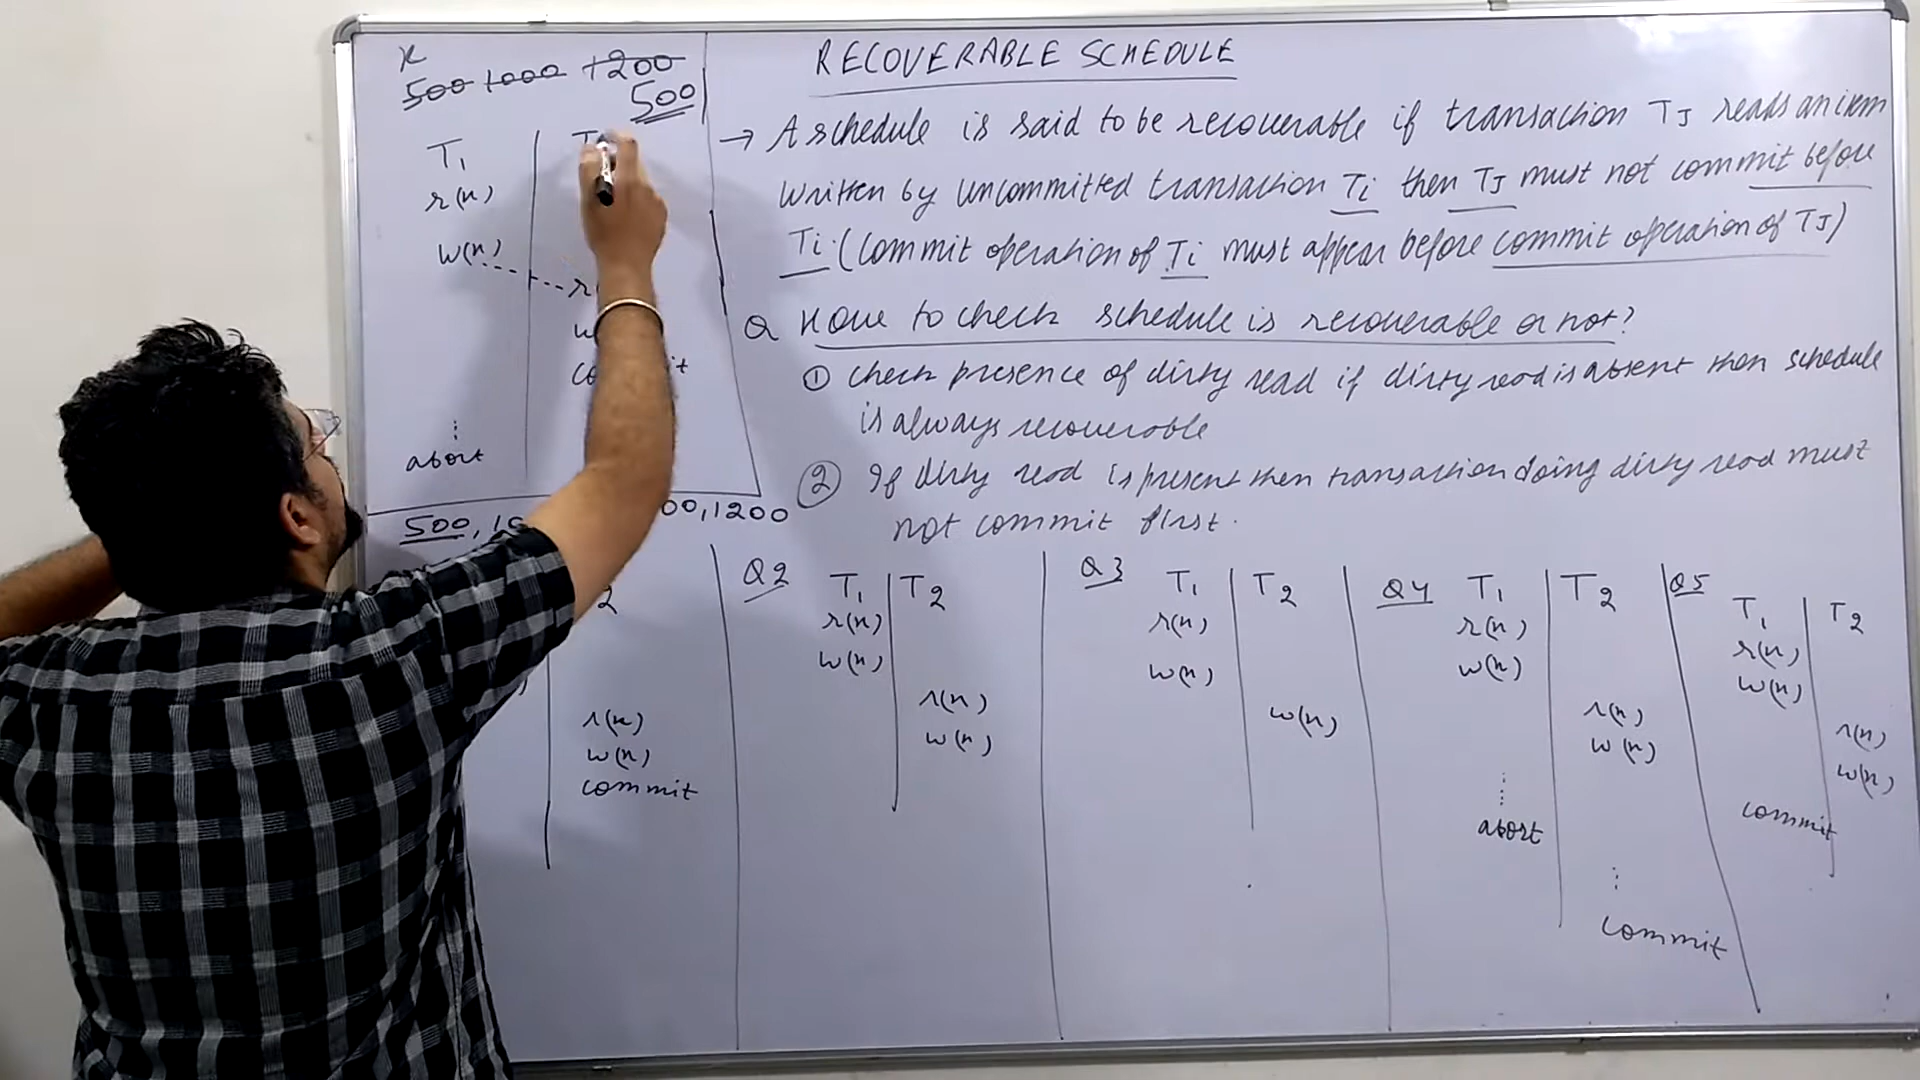 x
500 1000 1200
500
T1
r(x)
w(x)
abort
500,
00,1200
RECOVERABLE SCHEDULE
→ A schedule is said to be recoverable if transaction TJ reads an item
written by uncommitted transaction Ti then TJ must not commit before
Ti. (Commit operation of Ti must appear before commit operation of TJ)
Q How to check schedule is recoverable or not?
① Check presence of dirty read if dirty read is absent then schedule
is always recoverable
② If dirty read is present then transaction doing dirty read must
not commit first.
2
r(x)
w(x)
commit
Q2 T1 T2
r(x)
w(x)
r(x)
w(x)
Q3 T1 T2
r(x)
w(x)
w(x)
Q4 T1 T2
r(x)
w(x)
r(x)
w(x)
abort
commit
Q5
T1 T2
r(x)
w(x)
r(x)
w(x)
commit